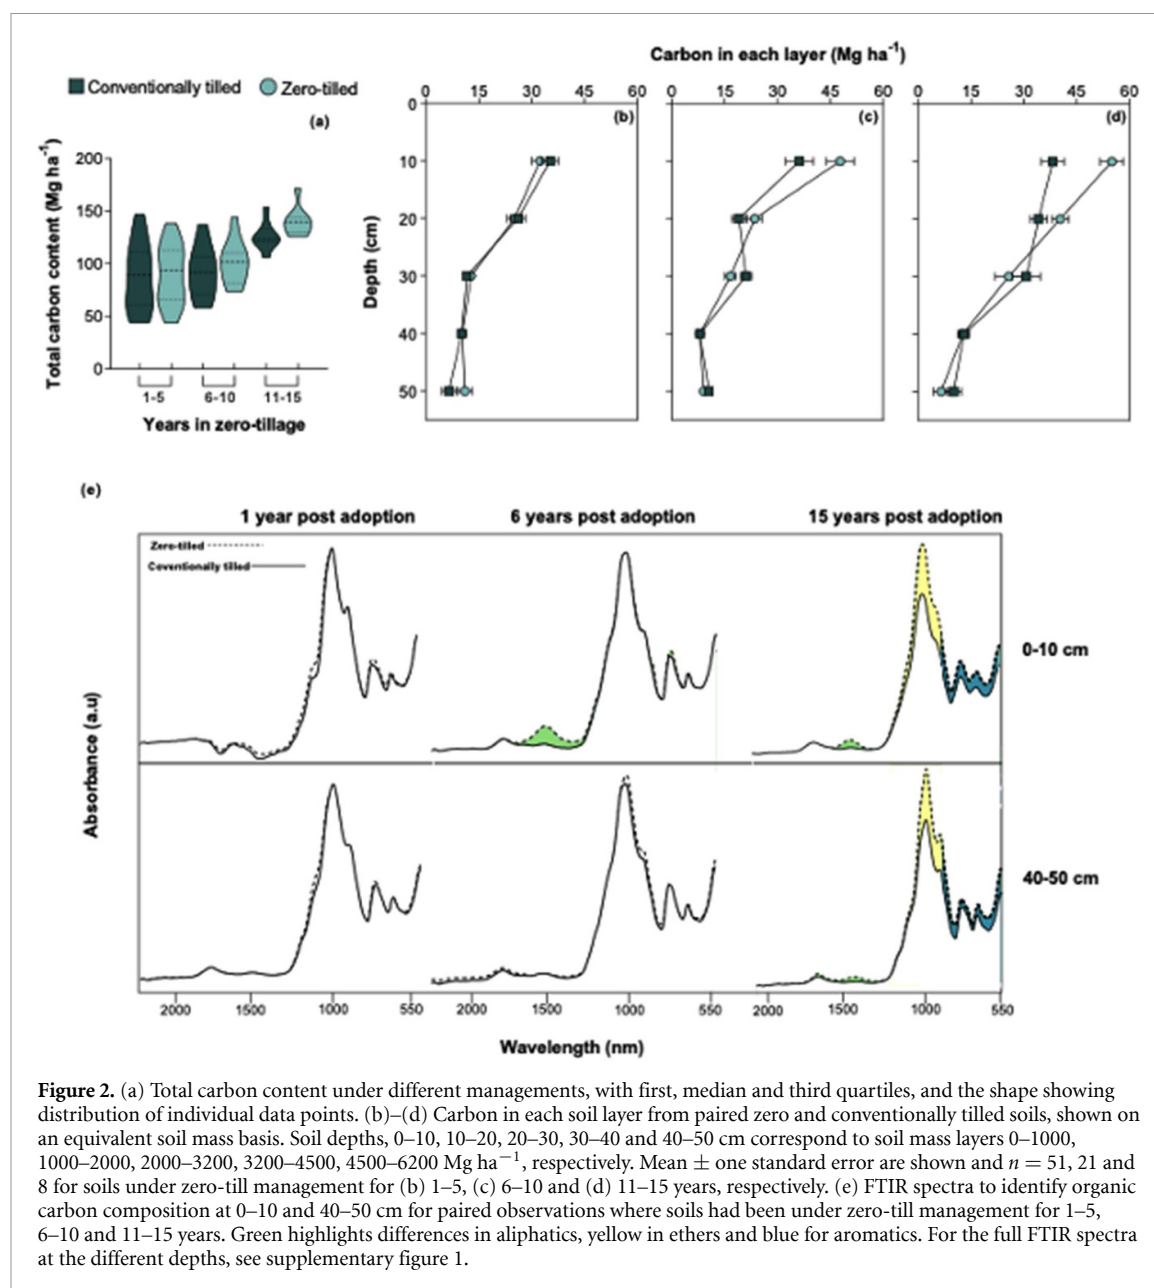 Carbon in each layer (Mg ha⁻¹)
Conventionally tilled
Zero-tilled
(a)
Total carbon content (Mg ha⁻¹)
200
150
100
50
0
1-5
6-10
11-15
Years in zero-tillage
0 15 30 45 60
0 15 30 45 60
0 15 30 45 60
(b)
(c)
(d)
Depth (cm)
0
10
20
30
40
50
(e)
1 year post adoption
6 years post adoption
15 years post adoption
Zero-tilled
Coventionally tilled
0-10 cm
40-50 cm
Absorbance (a.u)
2000 1500 1000 550
2000 1500 1000 550
2000 1500 1000 550
Wavelength (nm)
Figure 2. (a) Total carbon content under different managements, with first, median and third quartiles, and the shape showing
distribution of individual data points. (b)–(d) Carbon in each soil layer from paired zero and conventionally tilled soils, shown on
an equivalent soil mass basis. Soil depths, 0–10, 10–20, 20–30, 30–40 and 40–50 cm correspond to soil mass layers 0–1000,
1000–2000, 2000–3200, 3200–4500, 4500–6200 Mg ha⁻¹, respectively. Mean ± one standard error are shown and n = 51, 21 and
8 for soils under zero-till management for (b) 1–5, (c) 6–10 and (d) 11–15 years, respectively. (e) FTIR spectra to identify organic
carbon composition at 0–10 and 40–50 cm for paired observations where soils had been under zero-till management for 1–5,
6–10 and 11–15 years. Green highlights differences in aliphatics, yellow in ethers and blue for aromatics. For the full FTIR spectra
at the different depths, see supplementary figure 1.